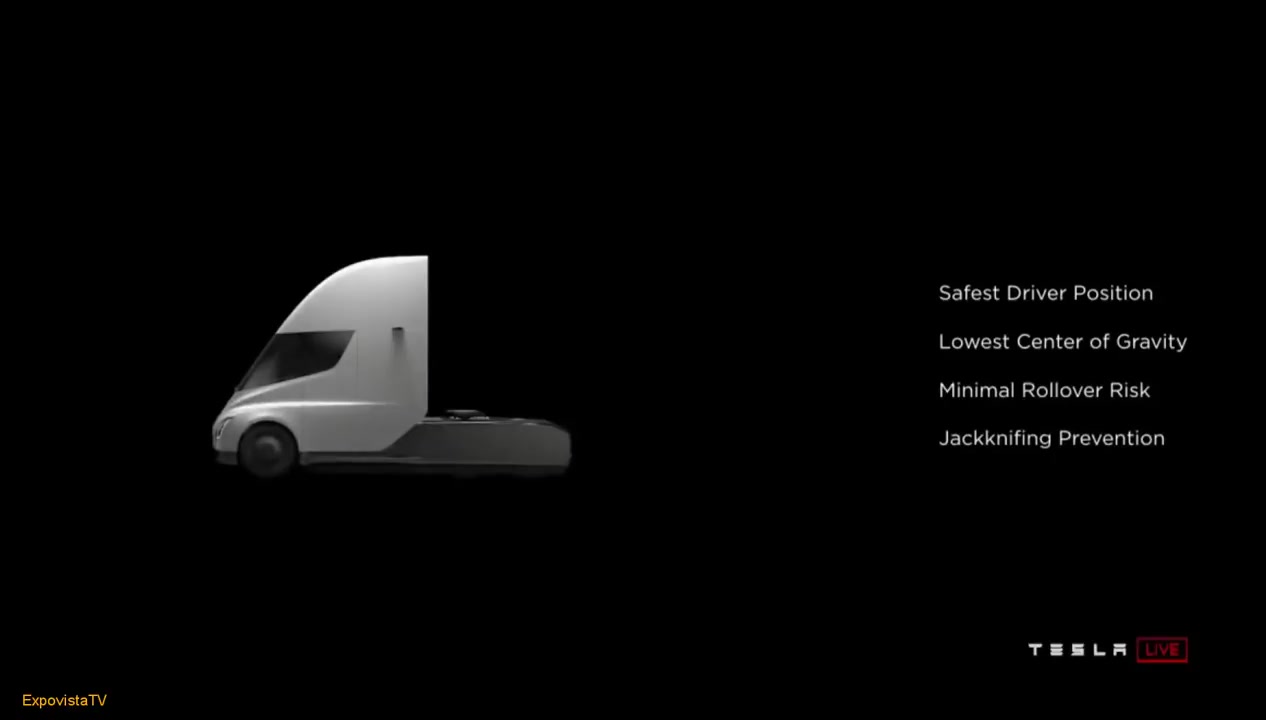 Safest Driver Position
Lowest Center of Gravity
Minimal Rollover Risk
Jackknifing Prevention
TESLA LIVE
ExpovistaTV